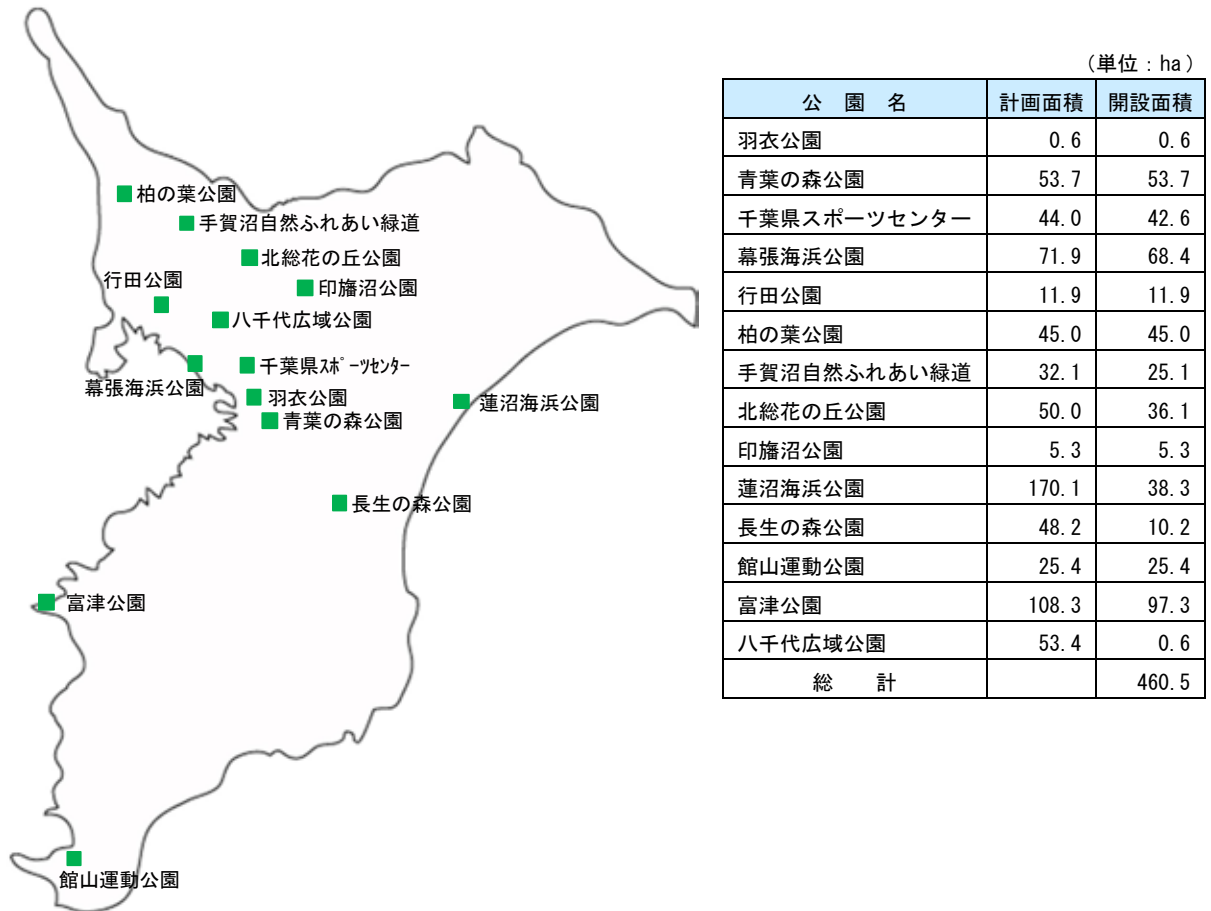 柏の葉公園
手賀沼自然ふれあい緑道
北総花の丘公園
行田公園
印旛沼公園
八千代広域公園
千葉県ｽﾎﾟｰﾂｾﾝﾀｰ
幕張海浜公園
羽衣公園
蓮沼海浜公園
青葉の森公園
長生の森公園
富津公園
館山運動公園
（単位：ha）
公　園　名 計画面積 開設面積
羽衣公園 0.6 0.6
青葉の森公園 53.7 53.7
千葉県スポーツセンター 44.0 42.6
幕張海浜公園 71.9 68.4
行田公園 11.9 11.9
柏の葉公園 45.0 45.0
手賀沼自然ふれあい緑道 32.1 25.1
北総花の丘公園 50.0 36.1
印旛沼公園 5.3 5.3
蓮沼海浜公園 170.1 38.3
長生の森公園 48.2 10.2
館山運動公園 25.4 25.4
富津公園 108.3 97.3
八千代広域公園 53.4 0.6
総　計 460.5